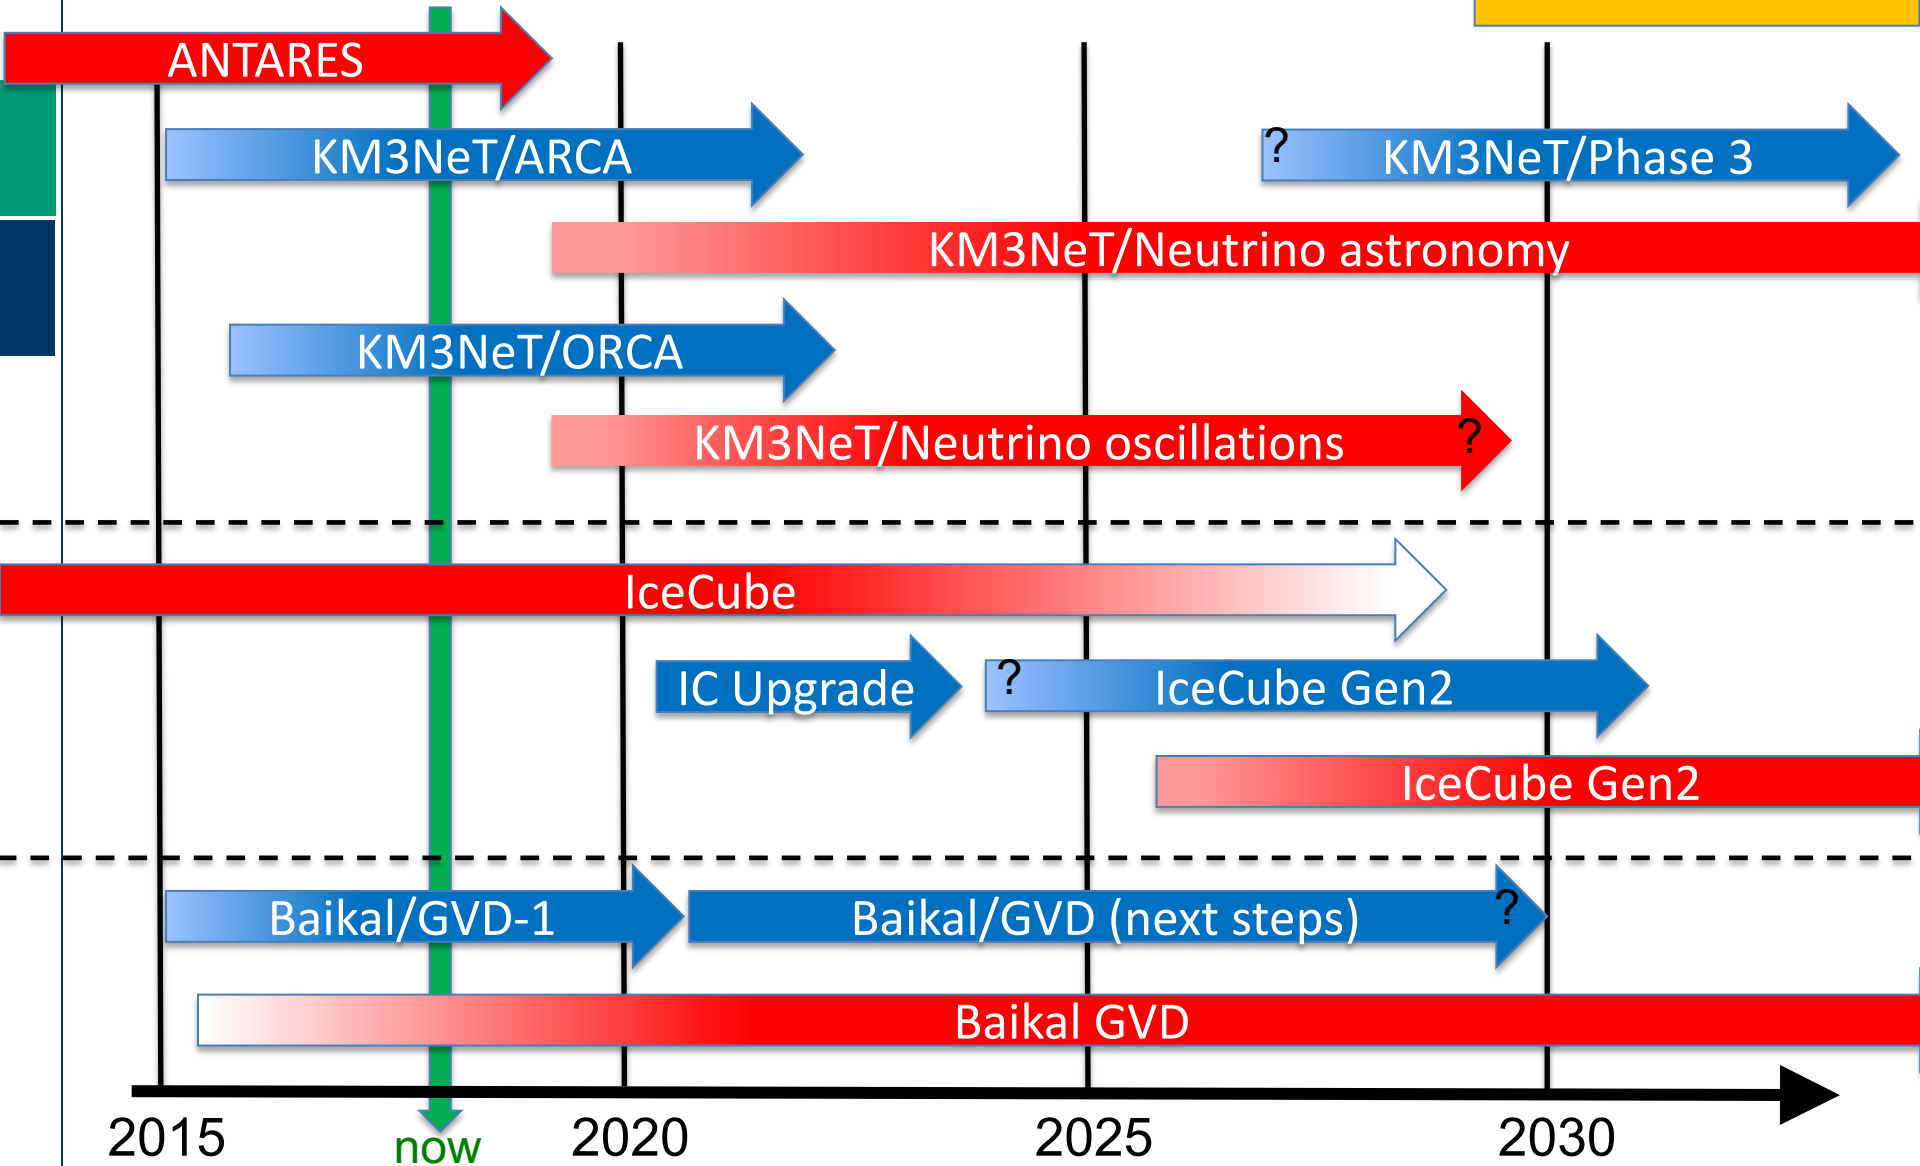 ANTARES
KM3NeT/ARCA
? KM3NeT/Phase 3
KM3NeT/Neutrino astronomy
KM3NeT/ORCA
KM3NeT/Neutrino oscillations ?
IceCube
IC Upgrade
? IceCube Gen2
IceCube Gen2
Baikal/GVD-1
Baikal/GVD (next steps) ?
Baikal GVD
2015
now
2020
2025
2030